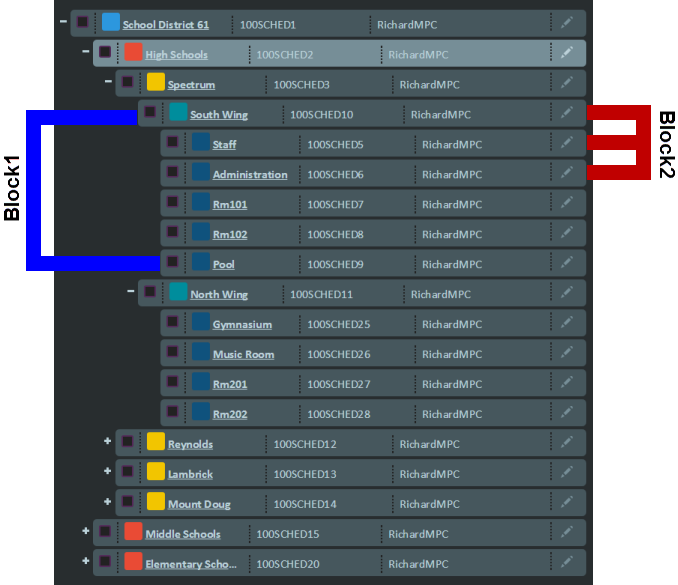 School District 61 100SCHED1 RichardMPC
High Schools 100SCHED2 RichardMPC
Spectrum 100SCHED3 RichardMPC
South Wing 100SCHED10 RichardMPC
Staff 100SCHED5 RichardMPC
Administration 100SCHED6 RichardMPC
Rm101 100SCHED7 RichardMPC
Rm102 100SCHED8 RichardMPC
Pool 100SCHED9 RichardMPC
North Wing 100SCHED11 RichardMPC
Gymnasium 100SCHED25 RichardMPC
Music Room 100SCHED26 RichardMPC
Rm201 100SCHED27 RichardMPC
Rm202 100SCHED28 RichardMPC
Reynolds 100SCHED12 RichardMPC
Lambrick 100SCHED13 RichardMPC
Mount Doug 100SCHED14 RichardMPC
Middle Schools 100SCHED15 RichardMPC
Elementary Scho... 100SCHED20 RichardMPC
Block1
Block2